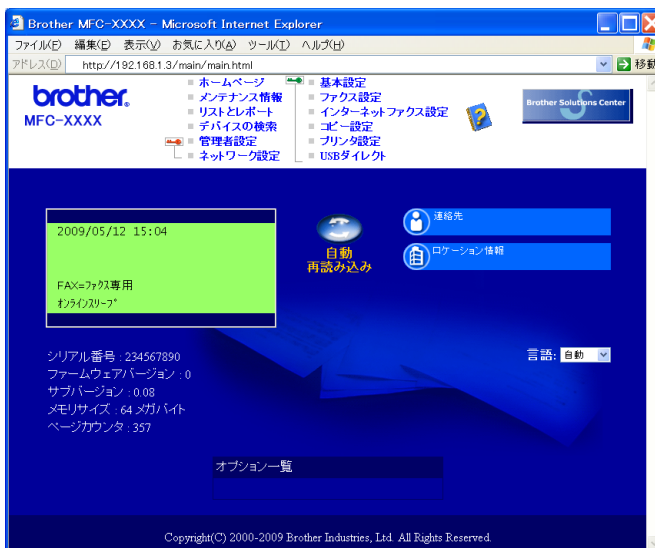 Brother MFC-XXXX - Microsoft Internet Explorer
ファイル(F) 編集(E) 表示(V) お気に入り(A) ツール(T) ヘルプ(H)
アドレス(D) http://192.168.1.3/main/main.html 移動
brother®
MFC-XXXX
ホームページ
メンテナンス情報
リストとレポート
デバイスの検索
管理者設定
ネットワーク設定
基本設定
ファクス設定
インターネットファクス設定
コピー設定
プリンタ設定
USBダイレクト
Brother Solutions Center
2009/05/12 15:04
FAX=ファクス専用
オンラインスリープ
自動
再読み込み
連絡先
ロケーション情報
言語: 自動
シリアル番号 : 234567890
ファームウェアバージョン : 0
サブバージョン : 0.08
メモリサイズ : 64 メガバイト
ページカウンタ : 357
オプション一覧
Copyright(C) 2000-2009 Brother Industries, Ltd. All Rights Reserved.